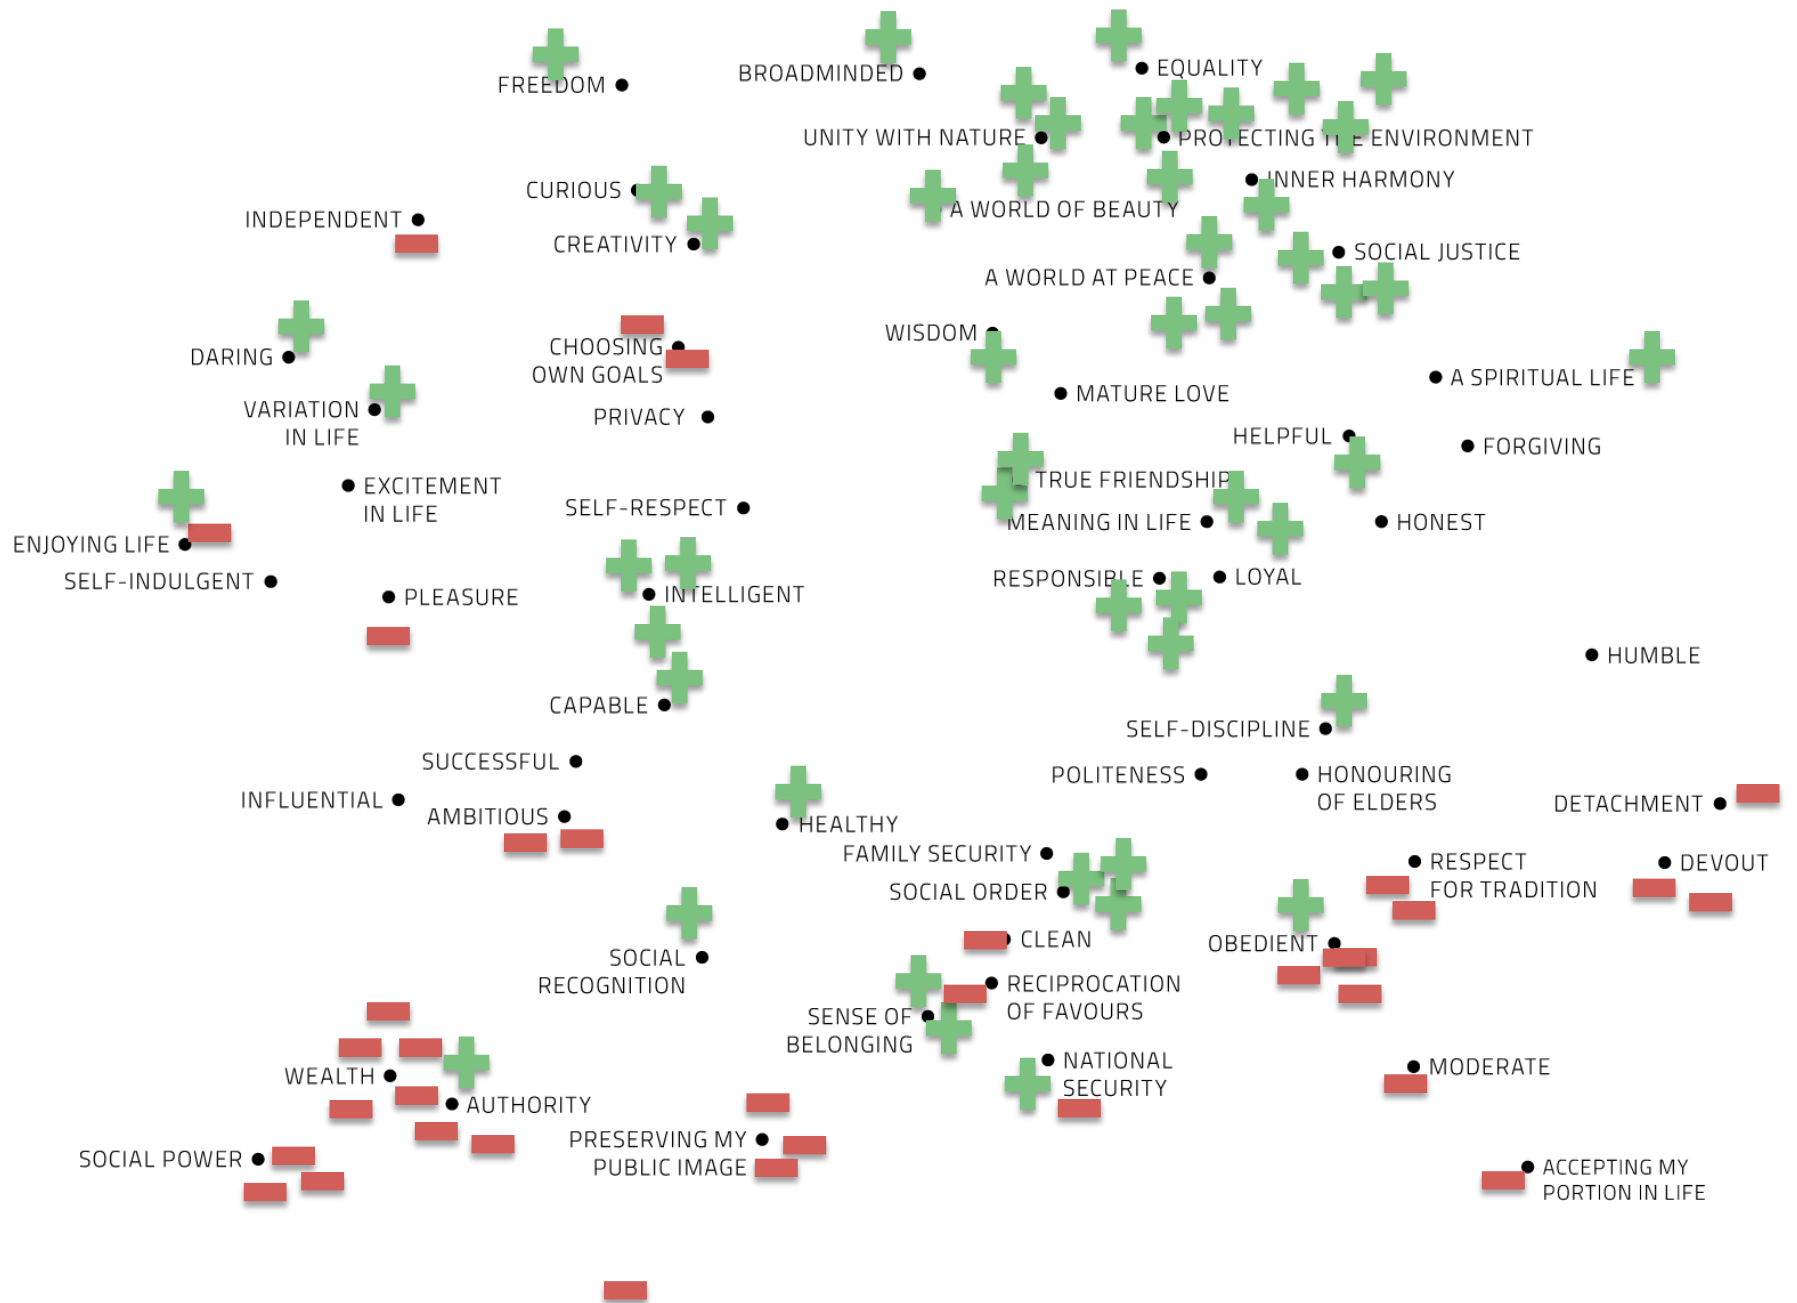 EQUALITY
BROADMINDED
FREEDOM
UNITY WITH NATURE
PROTECTING THE ENVIRONMENT
INNER HARMONY
CURIOUS
A WORLD OF BEAUTY
INDEPENDENT
CREATIVITY
SOCIAL JUSTICE
A WORLD AT PEACE
WISDOM
CHOOSING
OWN GOALS
DARING
A SPIRITUAL LIFE
MATURE LOVE
VARIATION
IN LIFE
PRIVACY
HELPFUL
FORGIVING
TRUE FRIENDSHIP
EXCITEMENT
IN LIFE
SELF-RESPECT
MEANING IN LIFE
HONEST
ENJOYING LIFE
SELF-INDULGENT
RESPONSIBLE
LOYAL
PLEASURE
INTELLIGENT
HUMBLE
CAPABLE
SELF-DISCIPLINE
SUCCESSFUL
POLITENESS
HONOURING
OF ELDERS
INFLUENTIAL
DETACHMENT
AMBITIOUS
HEALTHY
FAMILY SECURITY
RESPECT
FOR TRADITION
DEVOUT
SOCIAL ORDER
CLEAN
OBEDIENT
SOCIAL
RECOGNITION
RECIPROCATION
OF FAVOURS
SENSE OF
BELONGING
NATIONAL
SECURITY
MODERATE
WEALTH
AUTHORITY
PRESERVING MY
PUBLIC IMAGE
SOCIAL POWER
ACCEPTING MY
PORTION IN LIFE